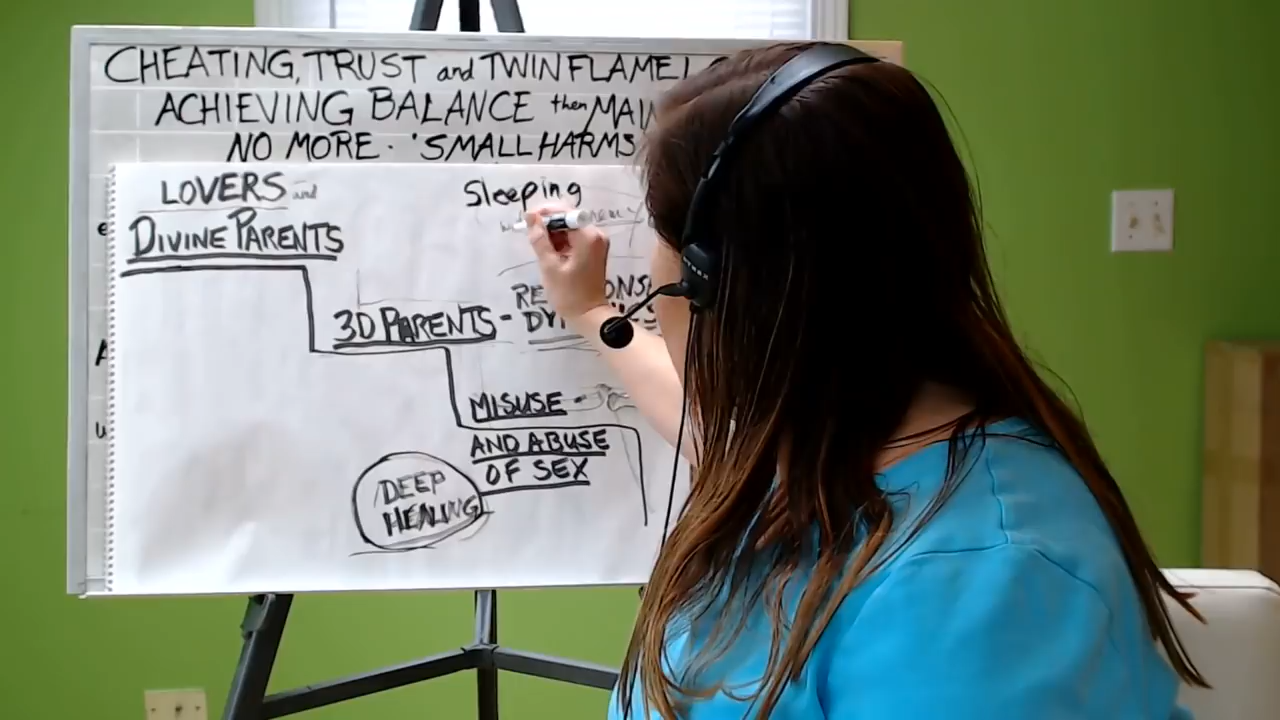 CHEATING, TRUST and TWIN FLAME
ACHIEVING BALANCE then
NO MORE. "SMALL HARMS
LOVERS and
DIVINE PARENTS
Sleeping
3D PARENTS -
MISUSE -
AND ABUSE
OF SEX
DEEP
HEALING